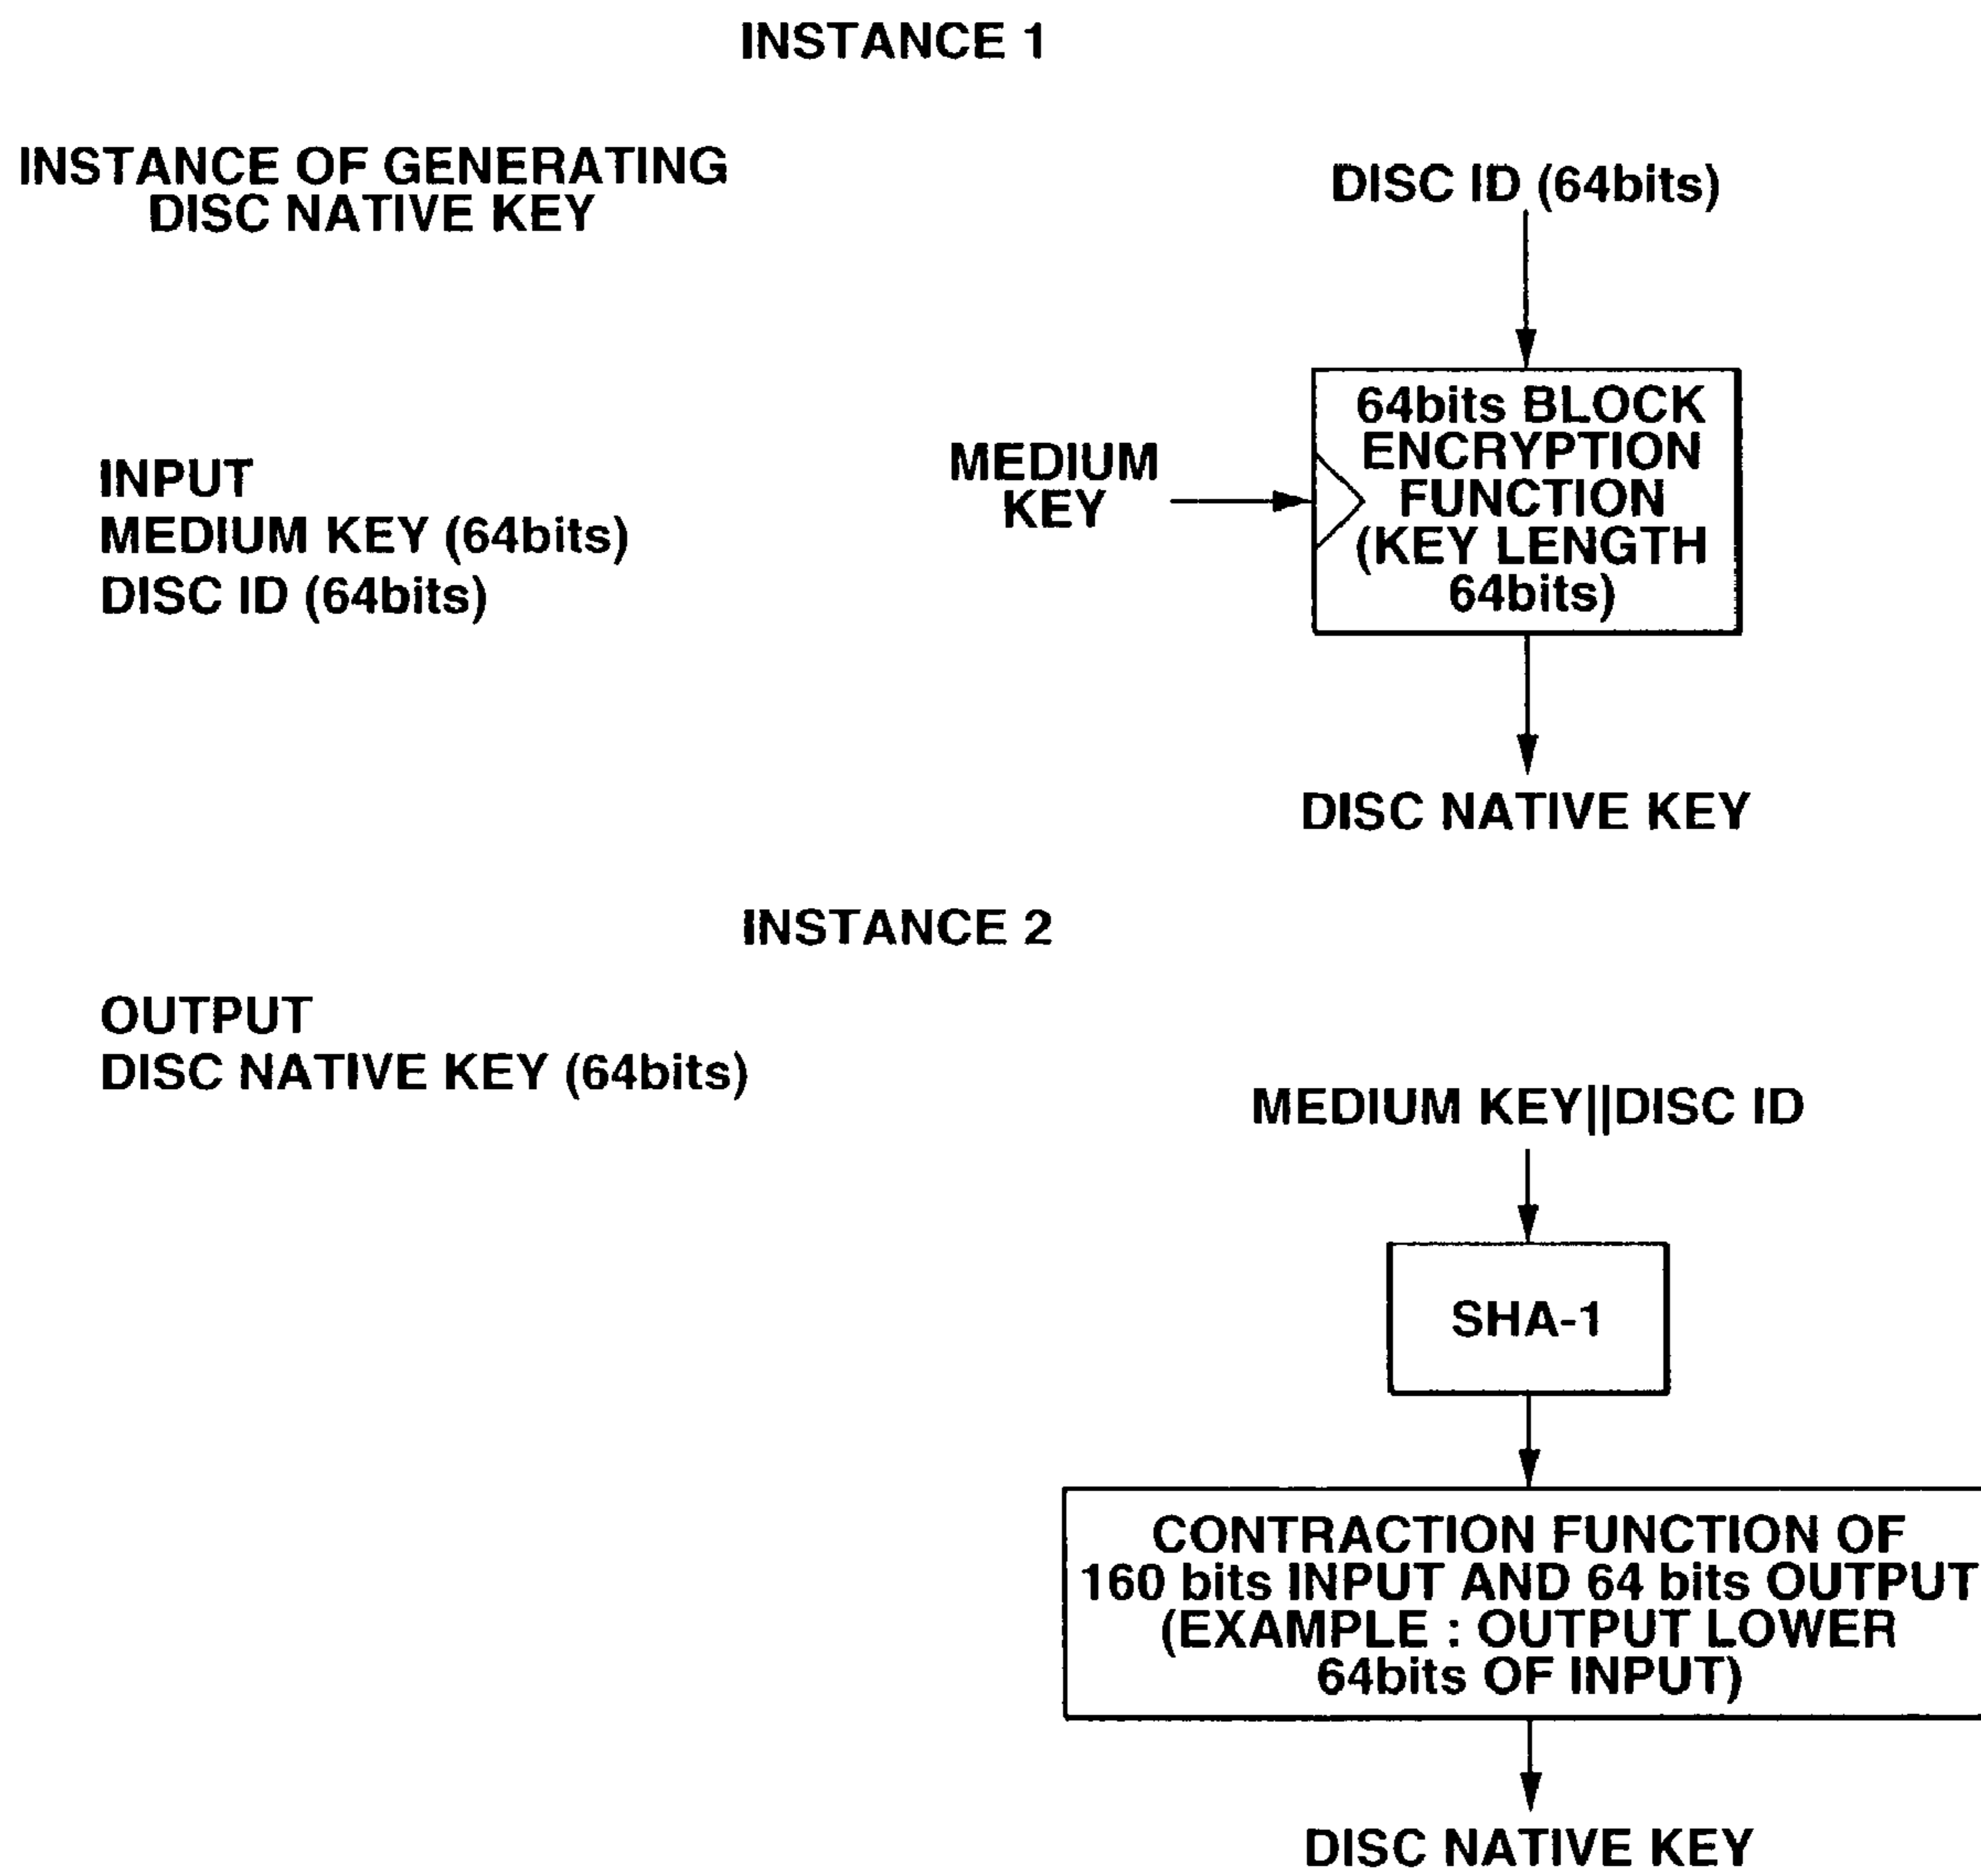 INSTANCE 1
INSTANCE OF GENERATING
DISC NATIVE KEY
DISC ID (64bits)
64bits BLOCK
ENCRYPTION
FUNCTION
(KEY LENGTH
64bits)
MEDIUM
KEY
INPUT
MEDIUM KEY (64bits)
DISC ID (64bits)
DISC NATIVE KEY
INSTANCE 2
OUTPUT
DISC NATIVE KEY (64bits)
MEDIUM KEY||DISC ID
SHA-1
CONTRACTION FUNCTION OF
160 bits INPUT AND 64 bits OUTPUT
(EXAMPLE : OUTPUT LOWER
64bits OF INPUT)
DISC NATIVE KEY